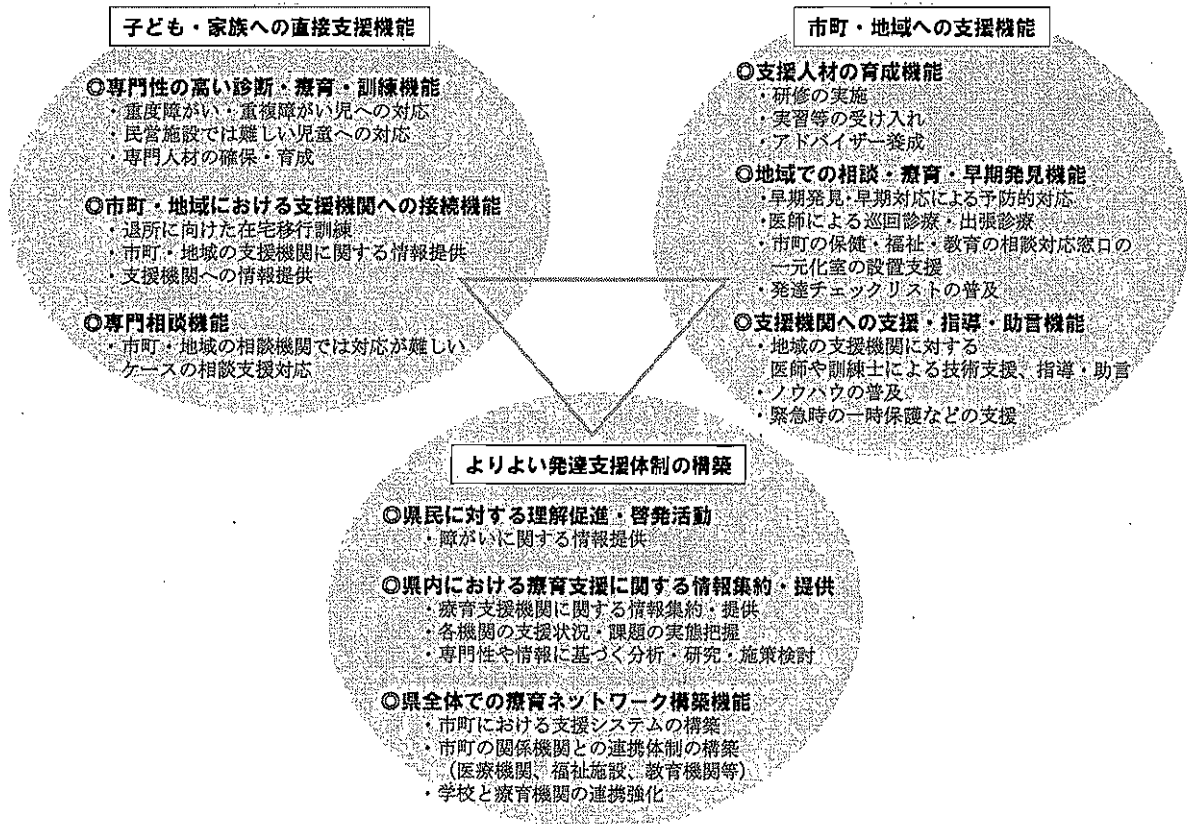 子ども・家族への直接支援機能
◎専門性の高い診断・療育・訓練機能
・重度障がい・重複障がい児への対応
・民営施設では難しい児童への対応
・専門人材の確保・育成
◎市町・地域における支援機関への接続機能
・退所に向けた在宅移行訓練
・市町・地域の支援機関に関する情報提供
・支援機関への情報提供
◎専門相談機能
・市町・地域の相談機関では対応が難しい
ケースの相談支援対応
市町・地域への支援機能
◎支援人材の育成機能
・研修の実施
・実習等の受け入れ
・アドバイザー養成
◎地域での相談・療育・早期発見機能
・早期発見・早期対応による予防的対応
・医師による巡回診療・出張診療
・市町の保健・福祉・教育の相談対応窓口の
一元化室の設置支援
・発達チェックリストの普及
◎支援機関への支援・指導・助言機能
・地域の支援機関に対する
医師や訓練士による技術支援、指導・助言
・ノウハウの普及
・緊急時の一時保護などの支援
よりよい発達支援体制の構築
◎県民に対する理解促進・啓発活動
・障がいに関する情報提供
◎県内における療育支援に関する情報集約・提供
・療育支援機関に関する情報集約・提供
・各機関の支援状況・課題の実態把握
・専門性や情報に基づく分析・研究・施策検討
◎県全体での療育ネットワーク構築機能
・市町における支援システムの構築
・市町の関係機関との連携体制の構築
（医療機関、福祉施設、教育機関等）
・学校と療育機関の連携強化